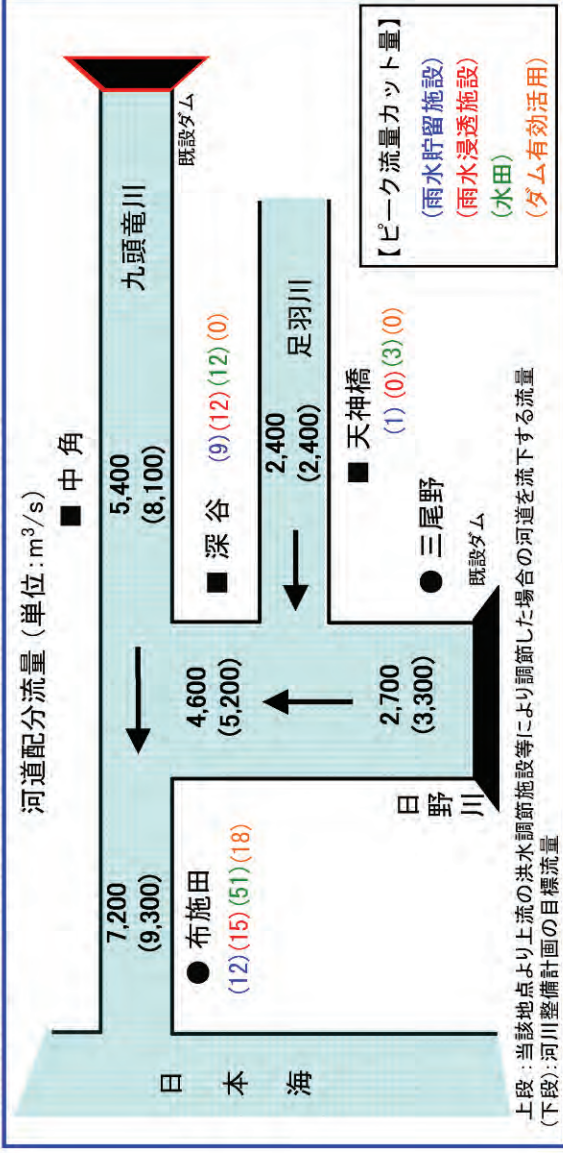 河道配分流量 (単位:m³/s)
■ 中 角
九頭竜川
既設ダム
5,400
(8,100)
7,200
(9,300)
● 布施田
(12)(15)(51)(18)
■ 深 谷 (9)(12)(12)(0)
4,600
(5,200)
足羽川
2,400
(2,400)
■ 天神橋
(1)(0)(3)(0)
2,700
(3,300)
● 三尾野
既設ダム
日野川
日本海
【ピーク流量カット量】
(雨水貯留施設)
(雨水浸透施設)
(水田)
(ダム有効活用)
上段:当該地点より上流の洪水調節施設等により調節した場合の河道を流下する流量
(下段):河川整備計画の目標流量